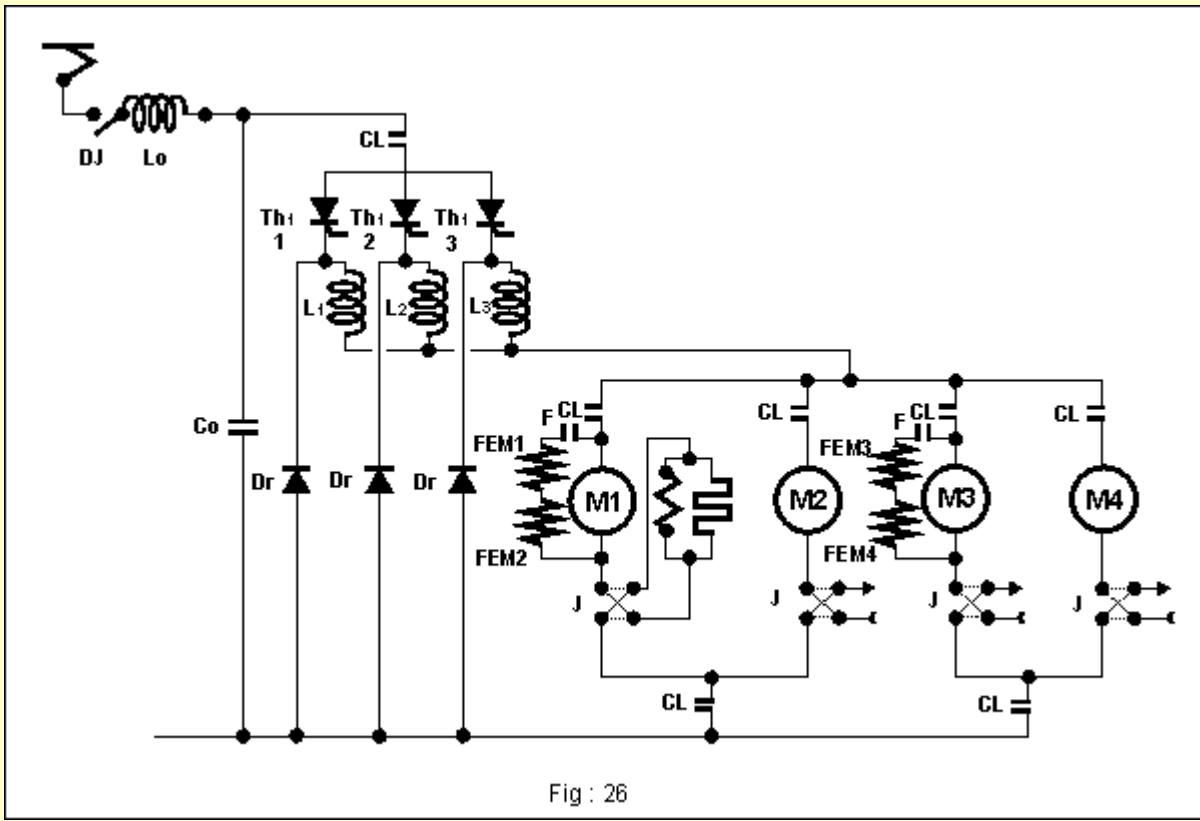 DJ Lo
CL
Th1 Th1 Th1
1 2 3
L1 L2 L3
Co
Dr Dr Dr
F CL CL F CL CL
FEM1 FEM3
M1 M2 M3 M4
FEM2 FEM4
J J J J
CL CL
Fig : 26